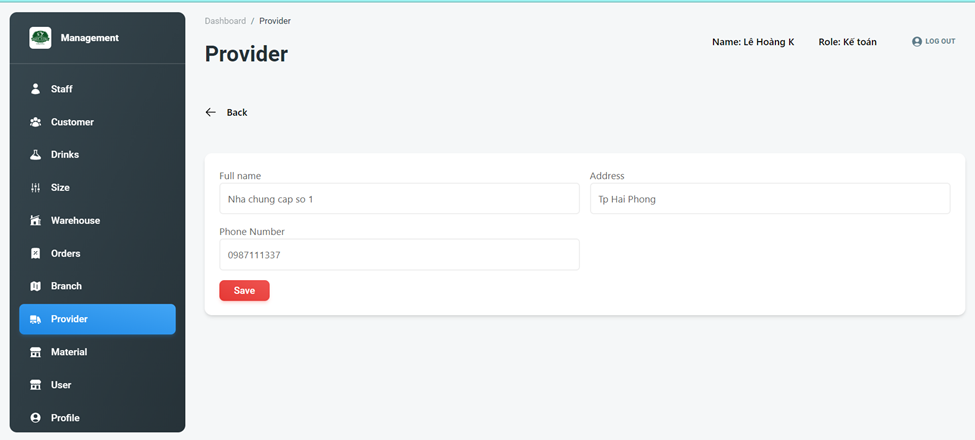 Management
Staff
Customer
Drinks
Size
Warehouse
Orders
Branch
Provider
Material
User
Profile
Dashboard / Provider
Provider
Name: Lê Hoàng K Role: Kế toán LOG OUT
Back
Full name
Nha chung cap so 1
Address
Tp Hai Phong
Phone Number
0987111337
Save